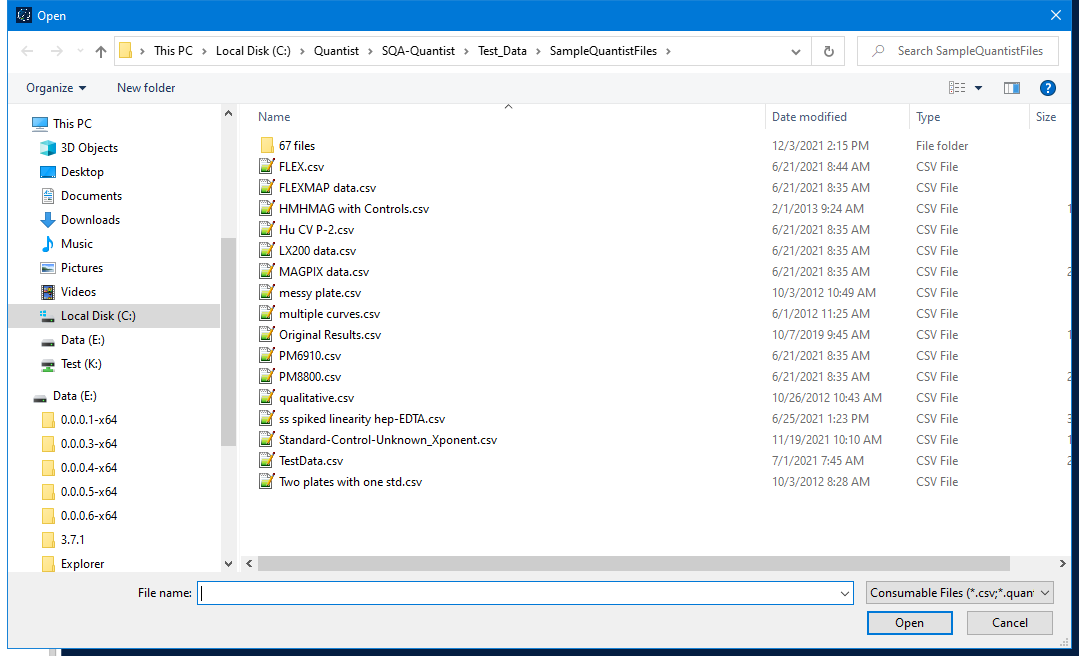 Open
This PC > Local Disk (C:) > Quantist > SQA-Quantist > Test_Data > SampleQuantistFiles >
Search SampleQuantistFiles
Organize
New folder
This PC
3D Objects
Desktop
Documents
Downloads
Music
Pictures
Videos
Local Disk (C:)
Data (E:)
Test (K:)
Data (E:)
0.0.0.1-x64
0.0.0.3-x64
0.0.0.4-x64
0.0.0.5-x64
0.0.0.6-x64
3.7.1
Explorer
Name Date modified Type Size
67 files 12/3/2021 2:15 PM File folder
FLEX.csv 6/21/2021 8:44 AM CSV File
FLEXMAP data.csv 6/21/2021 8:35 AM CSV File
HMHMAG with Controls.csv 2/1/2013 9:24 AM CSV File 1
Hu CV P-2.csv 6/21/2021 8:35 AM CSV File
LX200 data.csv 6/21/2021 8:35 AM CSV File
MAGPIX data.csv 6/21/2021 8:35 AM CSV File 2
messy plate.csv 10/3/2012 10:49 AM CSV File
multiple curves.csv 6/1/2012 11:25 AM CSV File
Original Results.csv 10/7/2019 9:45 AM CSV File 1
PM6910.csv 6/21/2021 8:35 AM CSV File
PM8800.csv 6/21/2021 8:35 AM CSV File 2
qualitative.csv 10/26/2012 10:43 AM CSV File
ss spiked linearity hep-EDTA.csv 6/25/2021 1:23 PM CSV File 3
Standard-Control-Unknown_Xponent.csv 11/19/2021 10:10 AM CSV File 1
TestData.csv 7/1/2021 7:45 AM CSV File 2
Two plates with one std.csv 10/3/2012 8:28 AM CSV File
File name:
Consumable Files (*.csv;*.quan
Open
Cancel